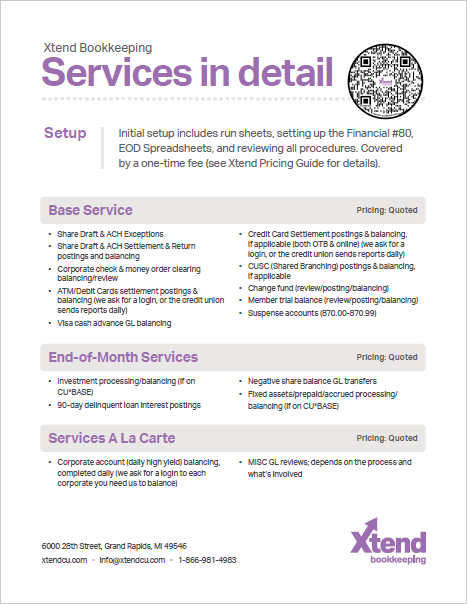 Xtend Bookkeeping
Services in detail
Xtend
Setup
Initial setup includes run sheets, setting up the Financial #80,
EOD Spreadsheets, and reviewing all procedures. Covered
by a one-time fee (see Xtend Pricing Guide for details).
Base Service
Pricing: Quoted
• Share Draft & ACH Exceptions
• Share Draft & ACH Settlement & Return
postings and balancing
• Corporate check & money order clearing
balancing/review
• ATM/Debit Cards settlement postings &
balancing (we ask for a login, or the credit union
sends reports daily)
• Visa cash advance GL balancing
• Credit Card Settlement postings & balancing,
if applicable (both OTB & online) (we ask for a
login, or the credit union sends reports daily)
• CUSC (Shared Branching) postings & balancing,
if applicable
• Change fund (review/posting/balancing)
• Member trial balance (review/posting/balancing)
• Suspense accounts (870.00-870.99)
End-of-Month Services
Pricing: Quoted
• Investment processing/balancing (if on
CU*BASE)
• 90-day delinquent loan interest postings
• Negative share balance GL transfers
• Fixed assets/prepaid/accrued processing/
balancing (if on CU*BASE)
Services A La Carte
Pricing: Quoted
• Corporate account (daily high yield) balancing,
completed daily (we ask for a login to each
corporate you need us to balance)
• MISC GL reviews; depends on the process and
what's involved
6000 28th Street, Grand Rapids, MI 49546
xtendcu.com • info@xtendcu.com • 1-866-981-4983
Xtend
bookkeeping